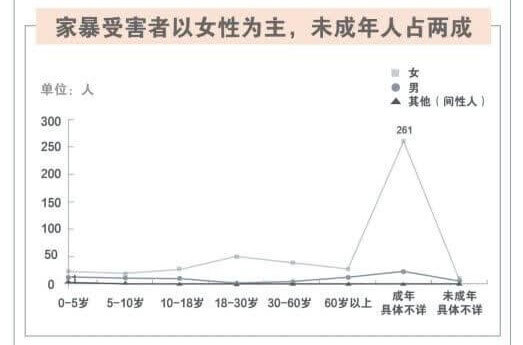 家暴受害者以女性为主，未成年人占两成
女
单位：人
男
其他（间性人）
300
261
250
200
150
100
50
1
0
0-5岁 5-10岁 10-18岁 18-30岁 30-60岁 60岁以上 成年 未成年
具体不详 具体不详